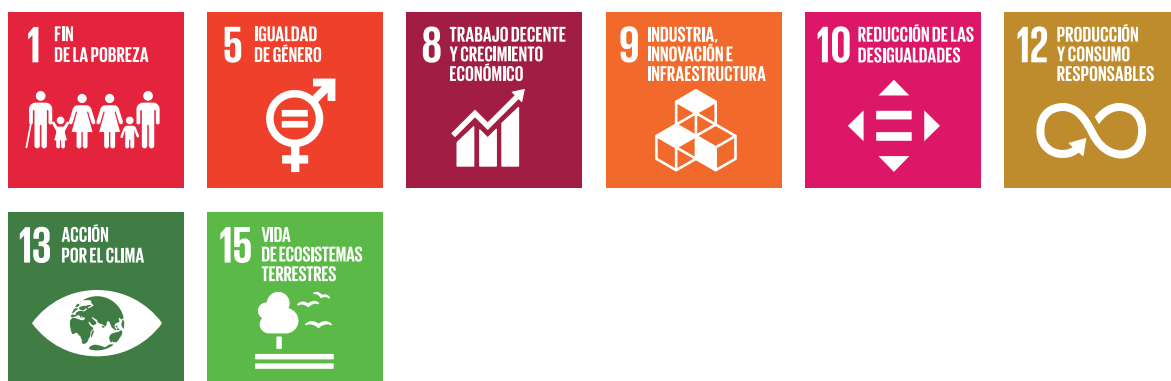 1 FIN
DE LA POBREZA
5 IGUALDAD
DE GÉNERO
8 TRABAJO DECENTE
Y CRECIMIENTO
ECONÓMICO
9 INDUSTRIA,
INNOVACIÓN E
INFRAESTRUCTURA
10 REDUCCIÓN DE LAS
DESIGUALDADES
12 PRODUCCIÓN
Y CONSUMO
RESPONSABLES
13 ACCIÓN
POR EL CLIMA
15 VIDA
DE ECOSISTEMAS
TERRESTRES